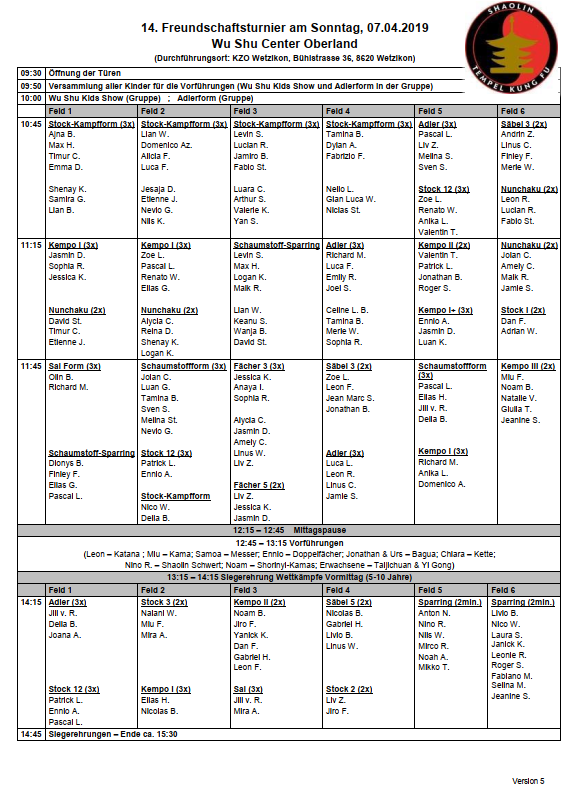 14. Freundschaftsturnier am Sonntag, 07.04.2019
Wu Shu Center Oberland
(Durchführungsort: KZO Wetzikon, Bühlstrasse 36, 8620 Wetzikon)
SHAOLIN
TEMPEL KUNG FU
09:30 Öffnung der Türen
09:50 Versammlung aller Kinder für die Vorführungen (Wu Shu Kids Show und Adlerform in der Gruppe)
10:00 Wu Shu Kids Show (Gruppe) ; Adlerform (Gruppe)
Feld 1 Feld 2 Feld 3 Feld 4 Feld 5 Feld 6
10:45
Stock-Kampfform (3x)
Ajna B.
Max H.
Timur C.
Emma D.
Shenay K.
Samira G.
Lian B.
Stock-Kampfform (3x)
Lian W.
Domenico Az.
Alicia F.
Luca F.
Jesaja D.
Etienne J.
Nevio G.
Nils K.
Stock-Kampfform (3x)
Levin S.
Lucian R.
Jamiro B.
Fabio St.
Luara C.
Arthur S.
Valerie K.
Yan S.
Stock-Kampfform (3x)
Tamina B.
Dylan A.
Fabrizio F.
Nello L.
Gian Luca W.
Niclas St.
Adler (3x)
Pascal L.
Liv Z.
Melina S.
Sven S.
Stock 12 (3x)
Zoe L.
Renato W.
Anika L.
Valentin T.
Säbel 3 (2x)
Andrin Z.
Linus C.
Finley F.
Merle W.
Nunchaku (2x)
Leon R.
Lucian R.
Fabio St.
11:15
Kempo I (3x)
Jasmin D.
Sophia R.
Jessica K.
Nunchaku (2x)
David St.
Timur C.
Etienne J.
Kempo I (3x)
Zoe L.
Pascal L.
Renato W.
Elias G.
Nunchaku (2x)
Alycia C.
Reina D.
Shenay K.
Logan K.
Schaumstoff-Sparring
Levin S.
Max H.
Logan K.
Maik R.
Lian W.
Keanu S.
Wanja B.
David St.
Adler (3x)
Richard M.
Luca F.
Emily R.
Joel S.
Celine L. B.
Tamina B.
Merle W.
Sophia R.
Kempo II (2x)
Valentin T.
Patrick L.
Jonathan B.
Roger S.
Kempo I+ (3x)
Ennio A.
Jasmin D.
Luan K.
Nunchaku (2x)
Jolan C.
Amely C.
Maik R.
Jamie S.
Stock I (2x)
Dan F.
Adrian W.
11:45
Sai Form (3x)
Olin B.
Richard M.
Schaumstoff-Sparring
Dionys B.
Finley F.
Elias G.
Pascal L.
Schaumstoffform (3x)
Jolan C.
Luan G.
Tamina B.
Sven S.
Melina St.
Nevio G.
Stock 12 (3x)
Patrick L.
Ennio A.
Stock-Kampfform
Nico W.
Delia B.
Fächer 3 (3x)
Jessica K.
Anaya I.
Sophia R.
Alycia C.
Jasmin D.
Amely C.
Linus W.
Liv Z.
Fächer 5 (2x)
Liv Z.
Jessica K.
Jasmin D.
Säbel 3 (2x)
Zoe L.
Leon F.
Jean Marc S.
Jonathan B.
Adler (3x)
Luca L.
Leon R.
Linus C.
Jamie S.
Schaumstoffform
(3x)
Pascal L.
Elias H.
Jill v. R.
Delia B.
Kempo I (3x)
Richard M.
Anika L.
Domenico A.
Kempo III (2x)
Miu F.
Noam B.
Natalie V.
Giulia T.
Jeanine S.
12:15 – 12:45 Mittagspause
12:45 – 13:15 Vorführungen
(Leon – Katana ; Miu – Kama; Samoa – Messer; Ennio – Doppelfächer; Jonathan & Urs – Bagua; Chiara – Kette;
Nino R. – Shaolin Schwert; Noam – Shorinyi-Kamas; Erwachsene – Taijichuan & Yi Gong)
13:15 – 14:15 Siegerehrung Wettkämpfe Vormittag (5-10 Jahre)
Feld 1 Feld 2 Feld 3 Feld 4 Feld 5 Feld 6
14:15
Adler (3x)
Jill v. R.
Delia B.
Joana A.
Stock 12 (3x)
Patrick L.
Ennio A.
Pascal L.
Stock 3 (2x)
Nalani W.
Miu F.
Mira A.
Kempo I (3x)
Elias H.
Nicolas B.
Kempo II (2x)
Noam B.
Jiro F.
Yanick K.
Dan F.
Gabriel H.
Leon F.
Sai (3x)
Jill v. R.
Mira A.
Säbel 5 (2x)
Nicolas B.
Gabriel H.
Livio B.
Linus W.
Stock 2 (2x)
Liv Z.
Jiro F.
Sparring (2min.)
Anton N.
Nino R.
Nils W.
Mirco R.
Noah A.
Mikko T.
Sparring (2min.)
Livio B.
Nico W.
Laura S.
Janick K.
Leonie R.
Roger S.
Fabiano M.
Selina M.
Jeanine S.
14:45 Siegerehrungen – Ende ca. 15:30
Version 5